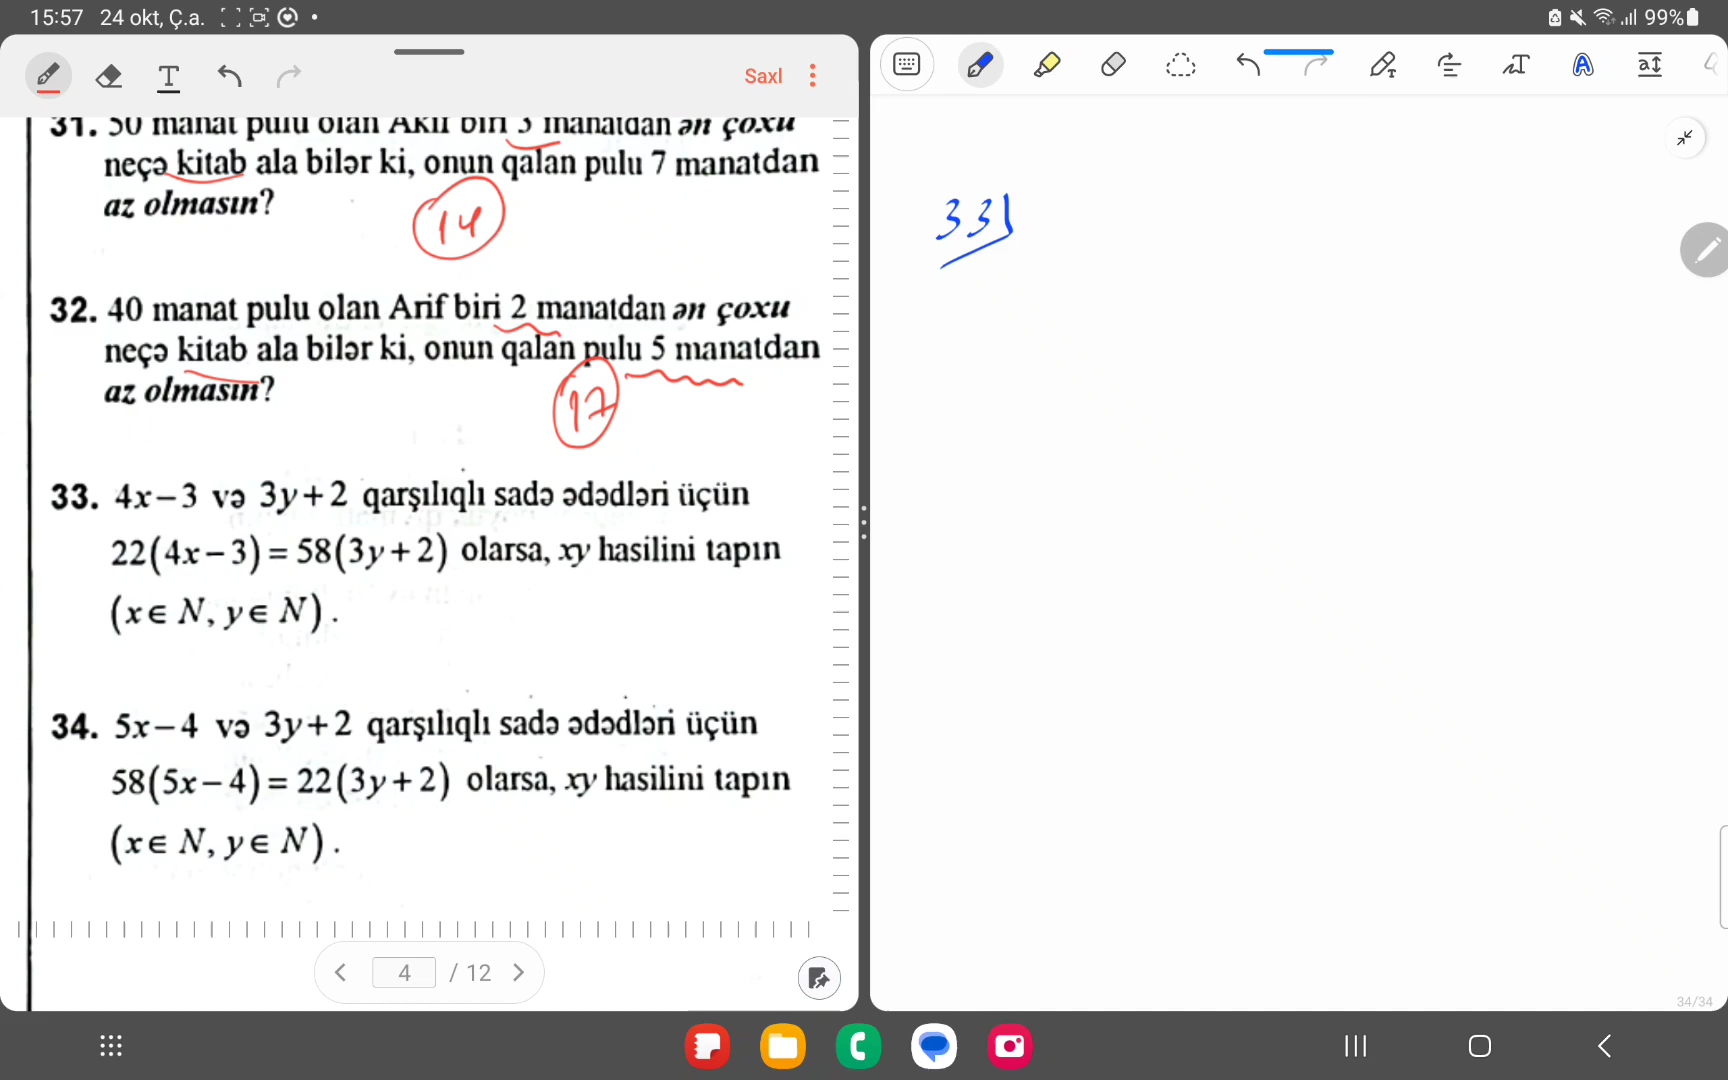 15:57 24 okt, Ç.a.
99%
Saxl
31. 50 manat pulu olan Akif biri 3 manatdan ən çoxu
neçə kitab ala bilər ki, onun qalan pulu 7 manatdan
az olmasın?
14
32. 40 manat pulu olan Arif biri 2 manatdan ən çoxu
neçə kitab ala bilər ki, onun qalan pulu 5 manatdan
az olmasın?
17
33. 4x−3 və 3y+2 qarşılıqlı sadə ədədləri üçün
22(4x−3)=58(3y+2) olarsa, xy hasilini tapın
(x∈N, y∈N).
34. 5x−4 və 3y+2 qarşılıqlı sadə ədədləri üçün
58(5x−4)=22(3y+2) olarsa, xy hasilini tapın
(x∈N, y∈N).
4 / 12
33)
34/34